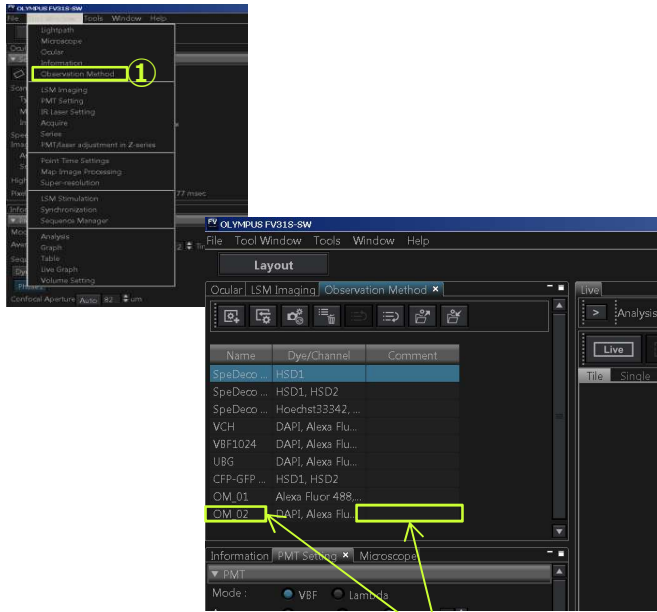 FV OLYMPUS FV31S-SW
File Tools Window Help
Lightpath
Microscope
Ocular
Information
Observation Method
①
LSM Imaging
PMT Setting
IR Laser Setting
Acquire
Series
PMT/laser adjustment in Z-series
Point Time Settings
Map Image Processing
Super-resolution
77 msec
LSM Stimulation
Synchronization
Sequence Manager
Analysis
Graph
Table
Live Graph
Volume Setting
Confocal Aperture Auto 82 um
FV OLYMPUS FV31S-SW
File Tool Window Tools Window Help
Layout
Ocular LSM Imaging Observation Method × Live
> Analysis
Live
Tile Single
Name Dye/Channel Comment
SpeDeco ... HSD1
SpeDeco ... HSD1, HSD2
SpeDeco ... Hoechst33342, ...
VCH DAPI, Alexa Flu...
VBF1024 DAPI, Alexa Flu...
UBG DAPI, Alexa Flu...
CFP-GFP ... HSD1, HSD2
OM_01 Alexa Fluor 488,...
OM_02 DAPI, Alexa Flu...
Information PMT Setting × Microscope
PMT
Mode : VBF Lambda